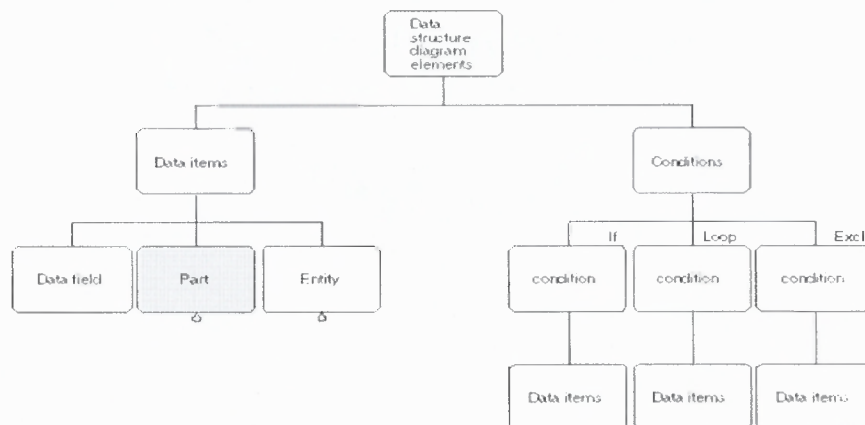 Data
structure
diagram
elements
Data items
Conditions
If
Loop
Excl
Data field
Part
Entity
condition
condition
condition
Data items
Data items
Data items